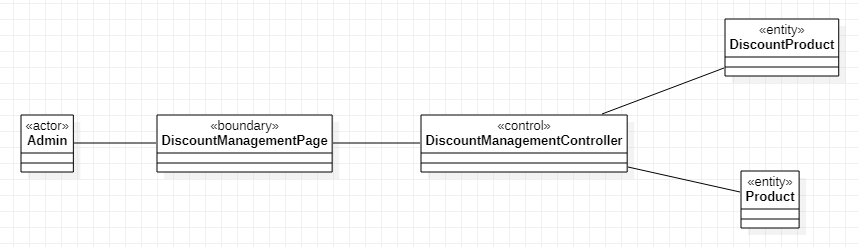 «actor»
Admin
«boundary»
DiscountManagementPage
«control»
DiscountManagementController
«entity»
DiscountProduct
«entity»
Product